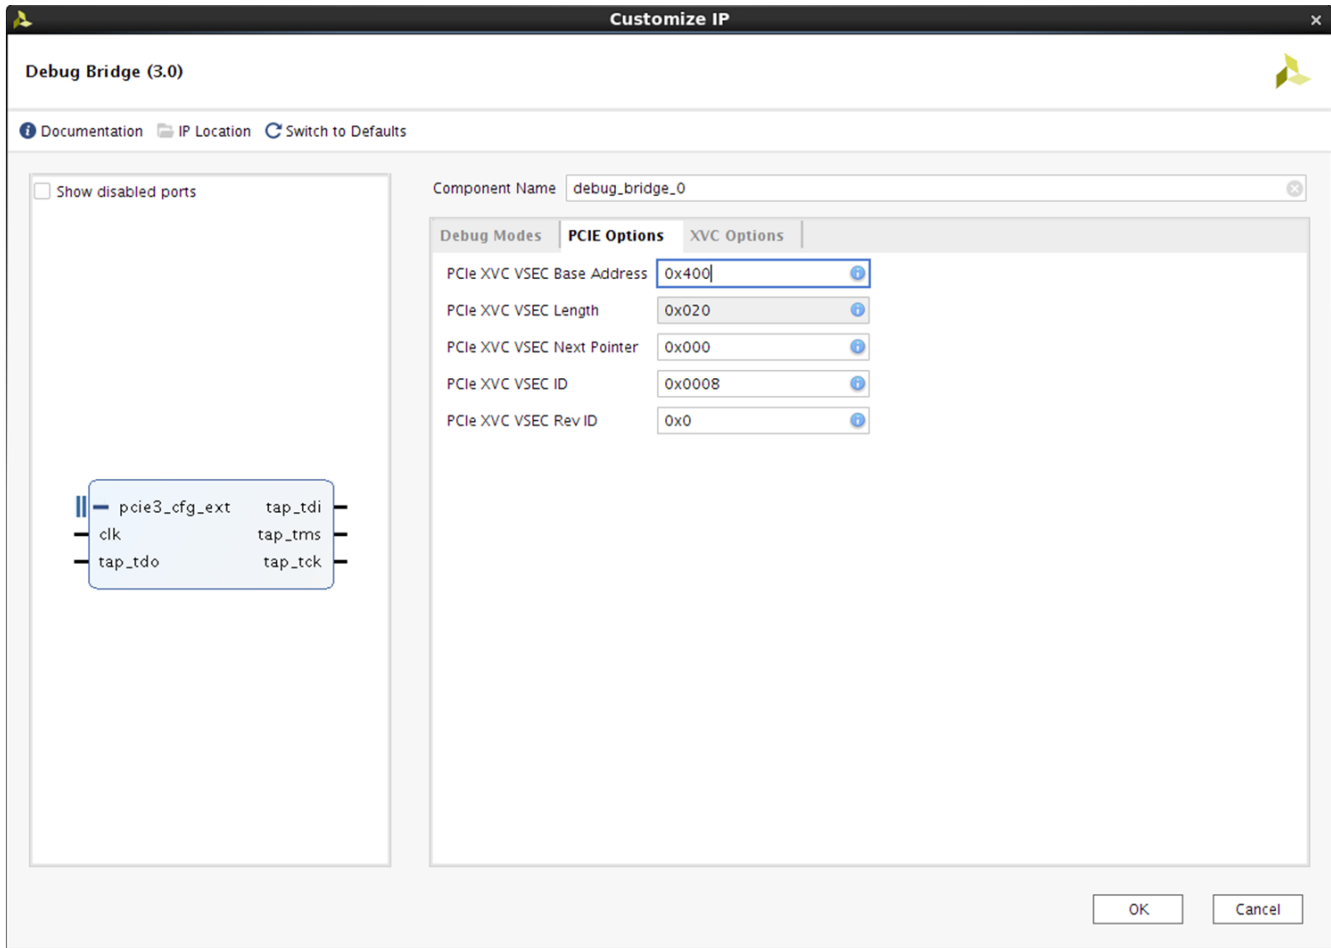 Customize IP
Debug Bridge (3.0)
Documentation IP Location Switch to Defaults
Show disabled ports
Component Name debug_bridge_0
Debug Modes PCIE Options XVC Options
PCIe XVC VSEC Base Address 0x400
PCIe XVC VSEC Length 0x020
PCIe XVC VSEC Next Pointer 0x000
PCIe XVC VSEC ID 0x0008
PCIe XVC VSEC Rev ID 0x0
pcie3_cfg_ext tap_tdi
clk tap_tms
tap_tdo tap_tck
OK Cancel